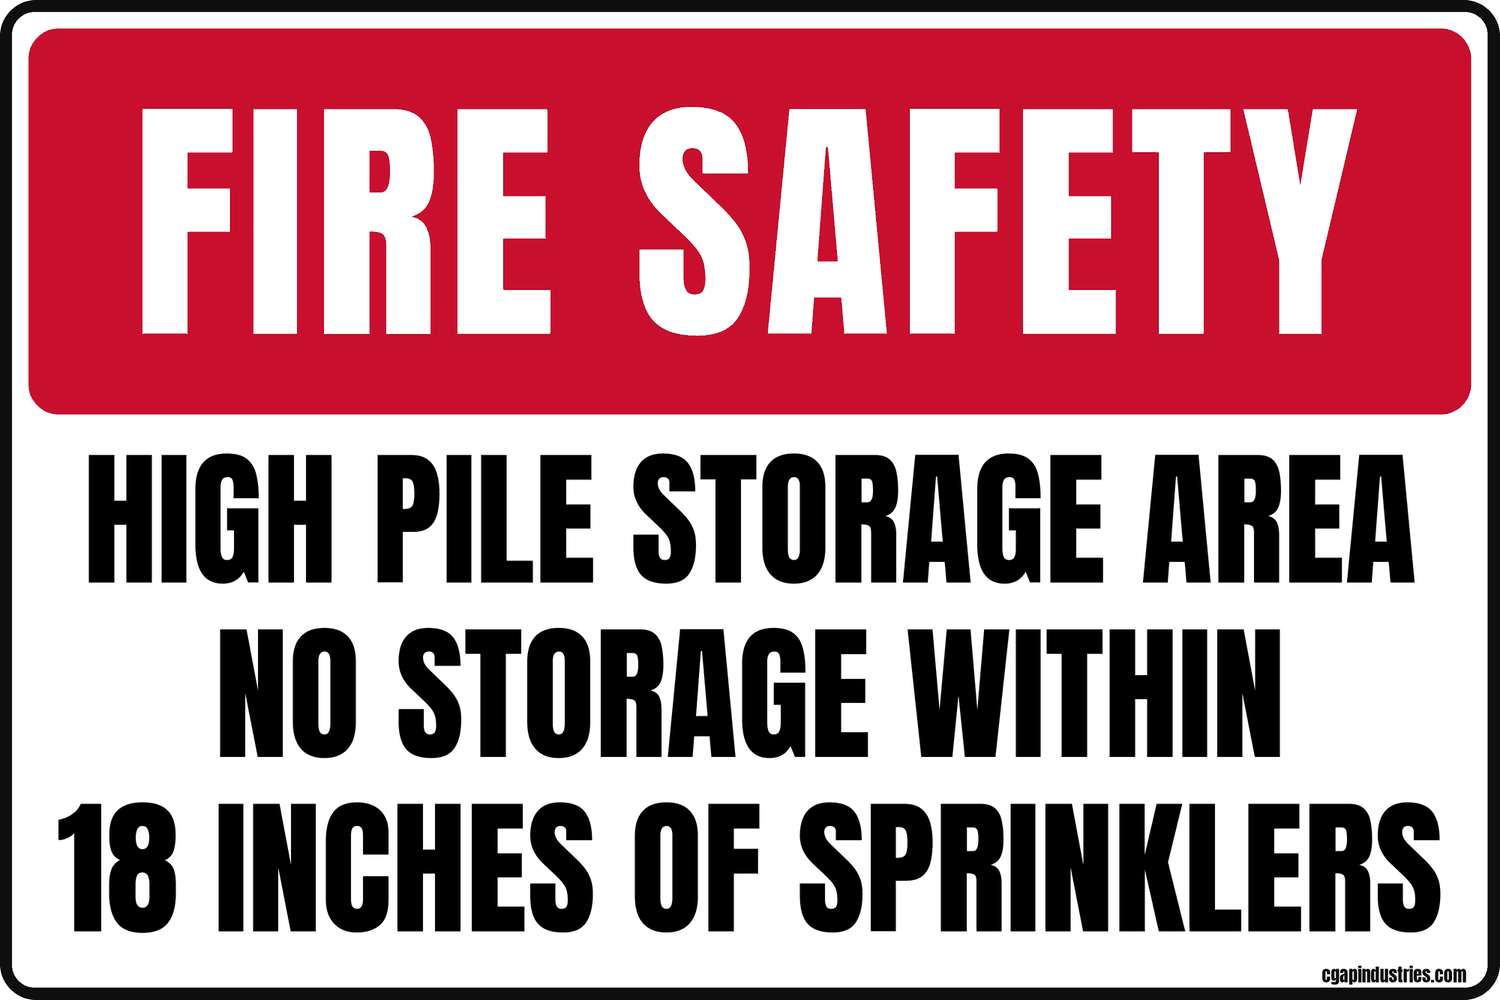 FIRE SAFETY
HIGH PILE STORAGE AREA
NO STORAGE WITHIN
18 INCHES OF SPRINKLERS
cgapindustries.com